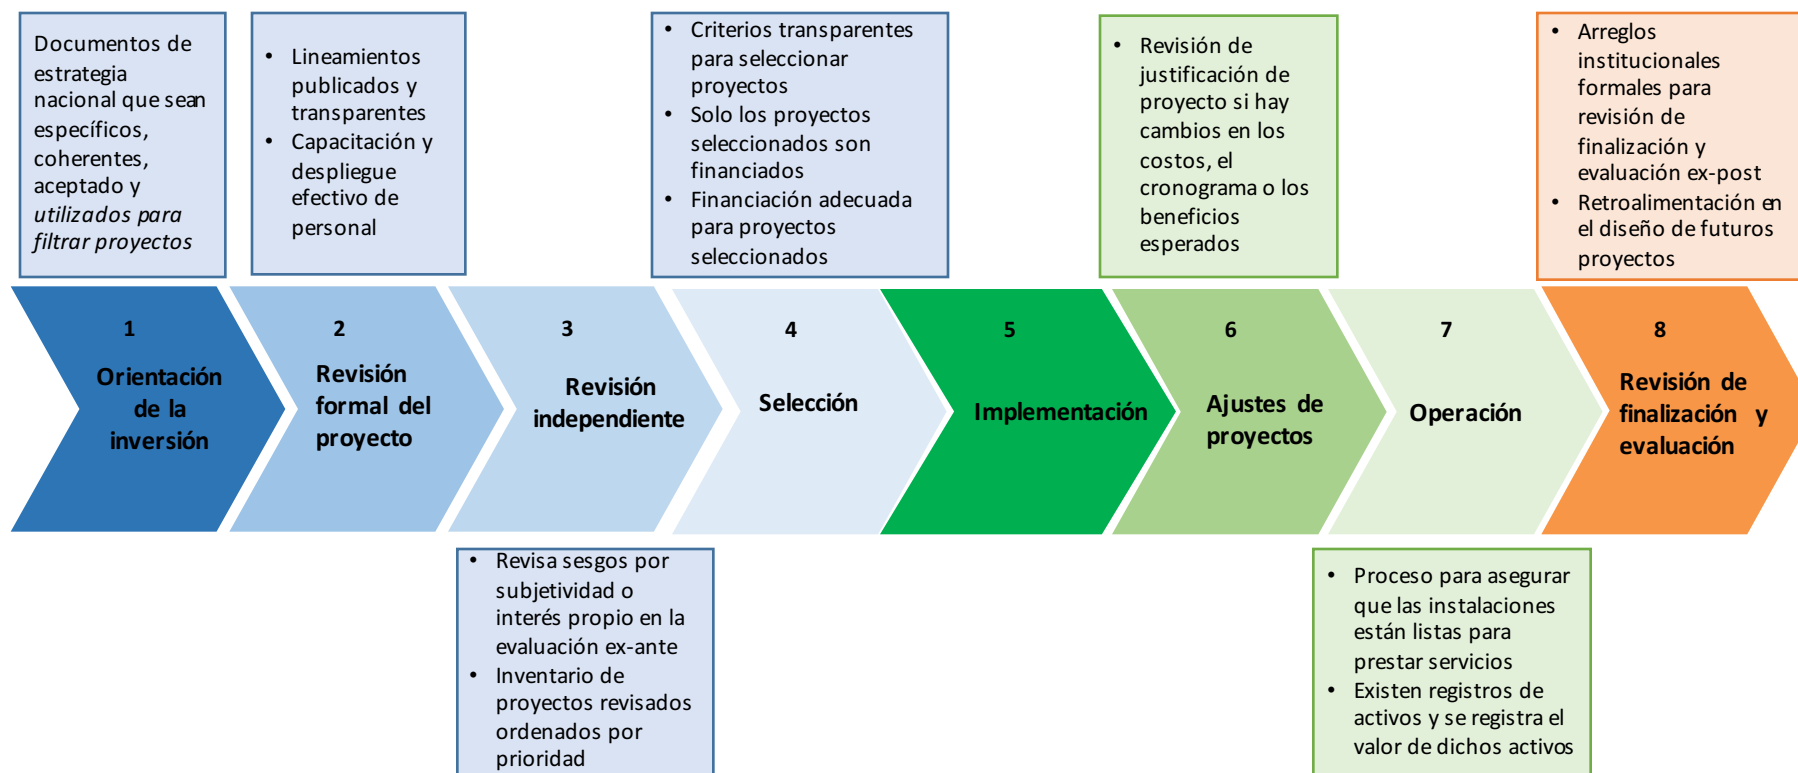 Documentos de
estrategia
nacional que sean
específicos,
coherentes,
aceptado y
utilizados para
filtrar proyectos
• Lineamientos
publicados y
transparentes
• Capacitación y
despliegue
efectivo de
personal
• Criterios transparentes
para seleccionar
proyectos
• Solo los proyectos
seleccionados son
financiados
• Financiación adecuada
para proyectos
seleccionados
• Revisión de
justificación de
proyecto si hay
cambios en los
costos, el
cronograma o los
beneficios
esperados
• Arreglos
institucionales
formales para
revisión de
finalización y
evaluación ex-post
• Retroalimentación en
el diseño de futuros
proyectos
1
Orientación
de la
inversión
2
Revisión
formal del
proyecto
3
Revisión
independiente
4
Selección
5
Implementación
6
Ajustes de
proyectos
7
Operación
8
Revisión de
finalización y
evaluación
• Revisa sesgos por
subjetividad o
interés propio en la
evaluación ex-ante
• Inventario de
proyectos revisados
ordenados por
prioridad
• Proceso para asegurar
que las instalaciones
están listas para
prestar servicios
• Existen registros de
activos y se registra el
valor de dichos activos